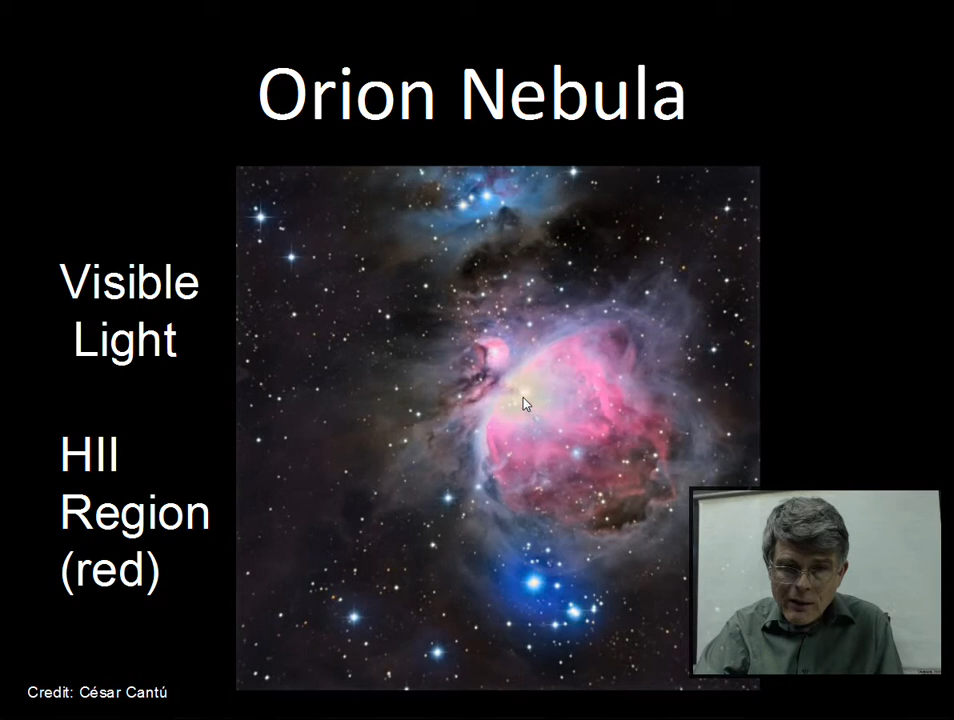 Orion Nebula
Visible
Light
HII
Region
(red)
Credit: César Cantú